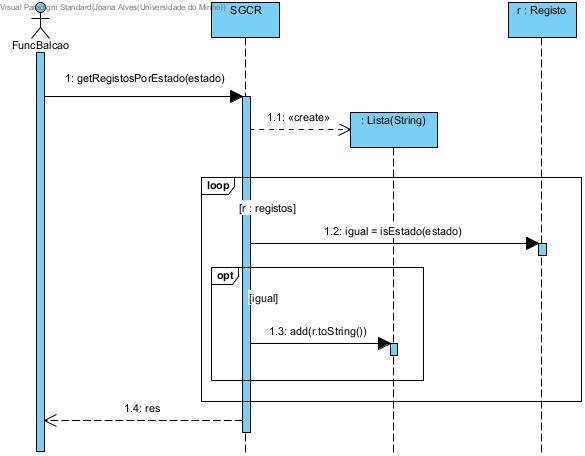 Visual Paradigm Standard(Joana Alves(Universidade do Minho))
SGCR
r : Registo
FuncBalcao
1: getRegistosPorEstado(estado)
1.1: «create»
: Lista(String)
loop
[r : registos]
1.2: igual = isEstado(estado)
opt
[igual]
1.3: add(r.toString())
1.4: res